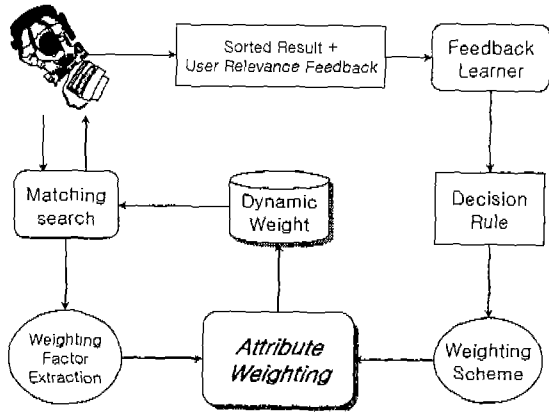 Sorted Result +
User Relevance Feedback
Feedback
Learner
Matching
search
Dynamic
Weight
Decision
Rule
Weighting
Factor
Extraction
Attribute
Weighting
Weighting
Scheme